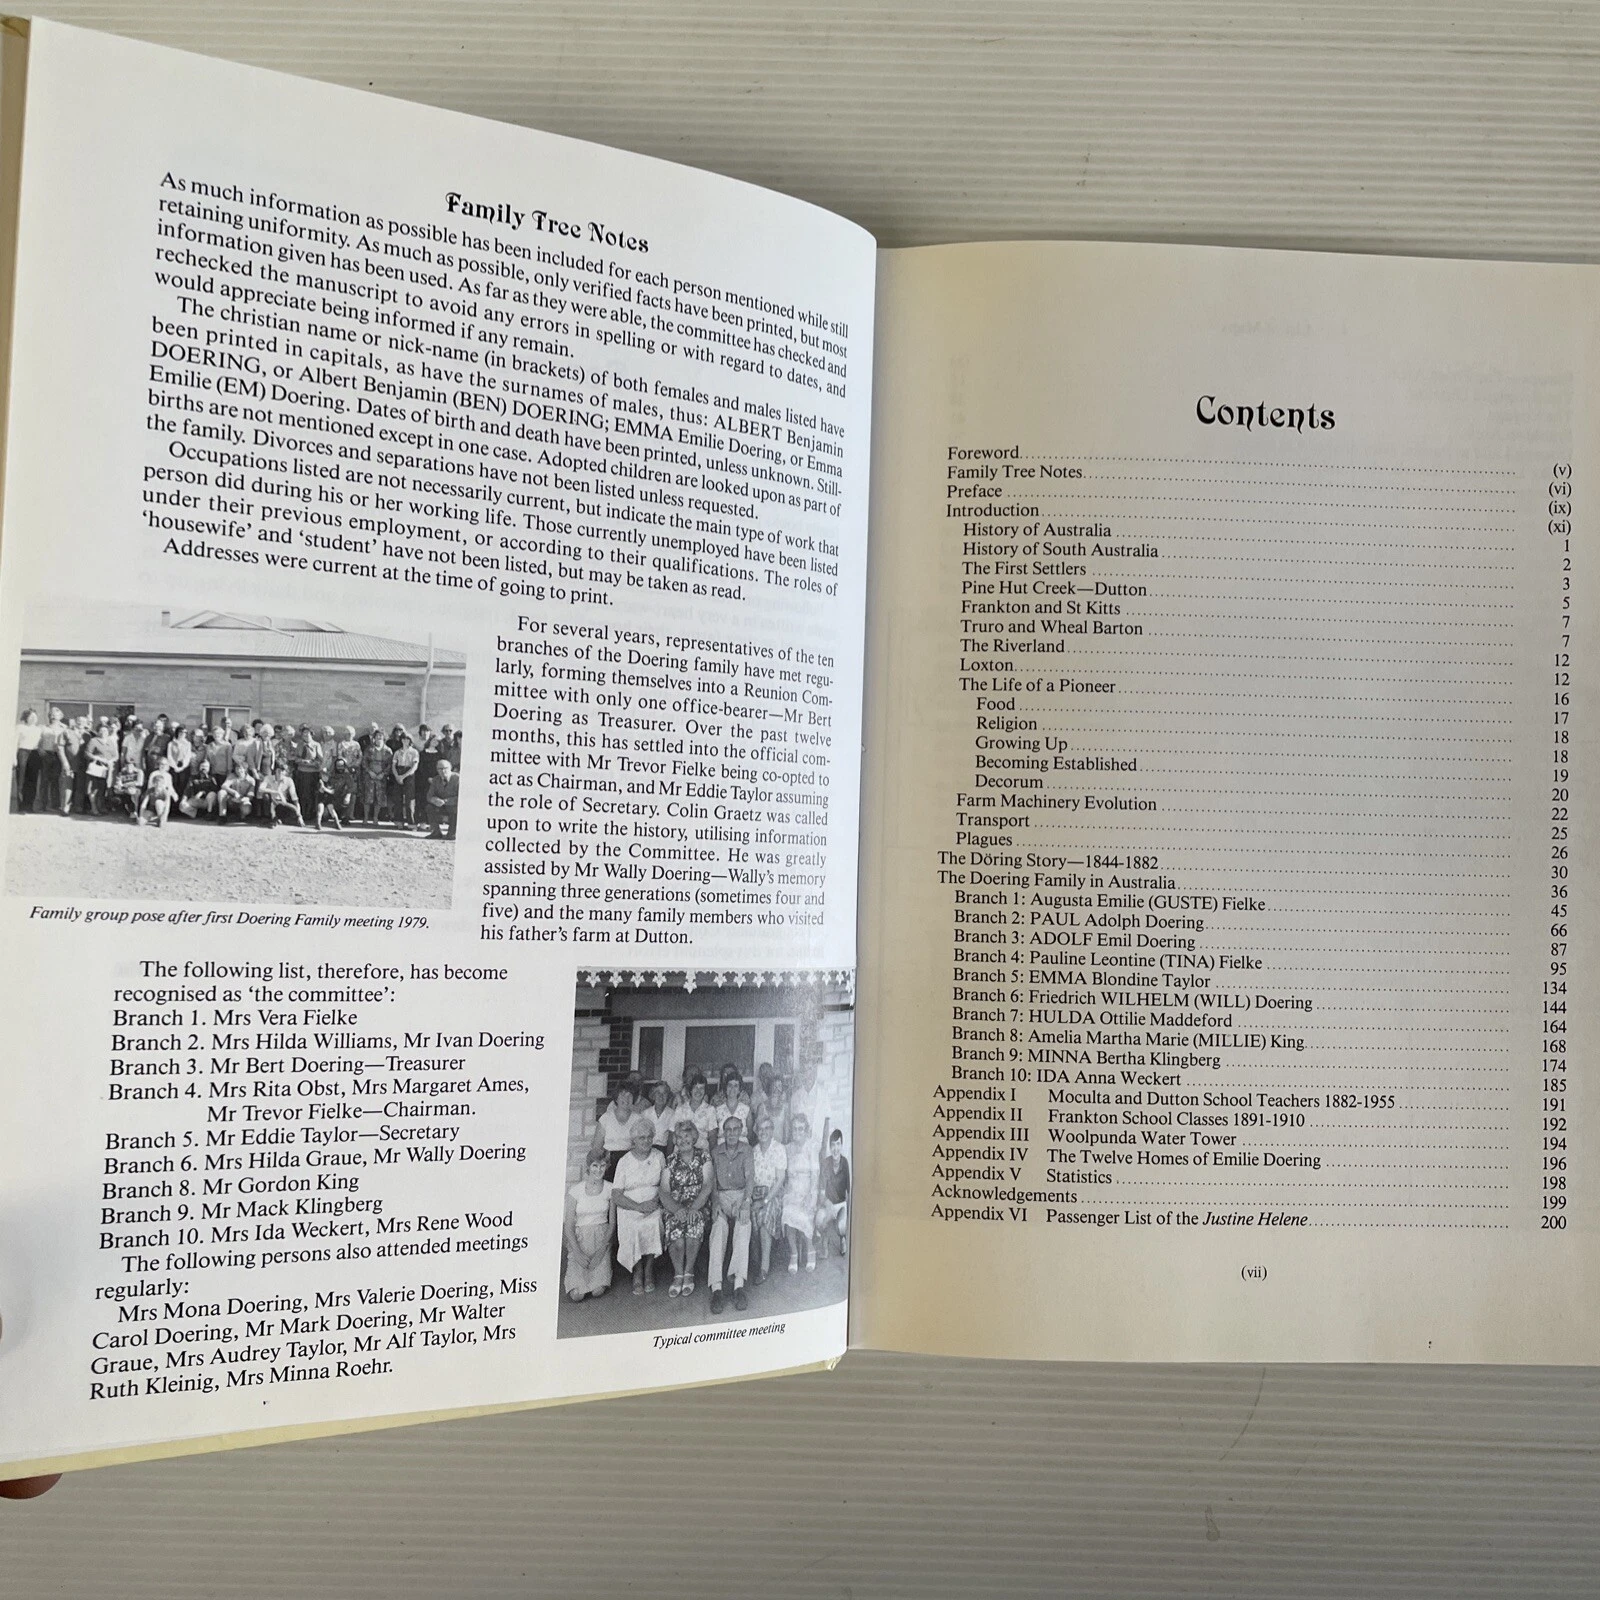 Family Tree Notes
As much information as possible has been included for each person mentioned while still
retaining uniformity. As much as possible, only verified facts have been printed, but most
information given has been used. As far as they were able, the committee has checked and
rechecked the manuscript to avoid any errors in spelling or with regard to dates, and
would appreciate being informed if any remain.
The christian name or nick-name (in brackets) of both females and males listed have
been printed in capitals, as have the surnames of males, thus: ALBERT Benjamin
DOERING, or Albert Benjamin (BEN) DOERING; EMMA Emilie Doering, or Emma
Emilie (EM) Doering. Dates of birth and death have been printed, unless unknown. Still-
births are not mentioned except in one case. Adopted children are looked upon as part of
the family. Divorces and separations have not been listed unless requested.
Occupations listed are not necessarily current, but indicate the main type of work that
person did during his or her working life. Those currently unemployed have been listed
under their previous employment, or according to their qualifications. The roles of
‘housewife’ and ‘student’ have not been listed, but may be taken as read.
Addresses were current at the time of going to print.
For several years, representatives of the ten
branches of the Doering family have met regu-
larly, forming themselves into a Reunion Com-
mittee with only one office-bearer—Mr Bert
Doering as Treasurer. Over the past twelve
months, this has settled into the official com-
mittee with Mr Trevor Fielke being co-opted to
act as Chairman, and Mr Eddie Taylor assuming
the role of Secretary. Colin Graetz was called
upon to write the history, utilising information
collected by the Committee. He was greatly
assisted by Mr Wally Doering—Wally's memory
spanning three generations (sometimes four and
five) and the many family members who visited
his father's farm at Dutton.
Family group pose after first Doering Family meeting 1979.
The following list, therefore, has become
recognised as ‘the committee’:
Branch 1. Mrs Vera Fielke
Branch 2. Mrs Hilda Williams, Mr Ivan Doering
Branch 3. Mr Bert Doering—Treasurer
Branch 4. Mrs Rita Obst, Mrs Margaret Ames,
Mr Trevor Fielke—Chairman.
Branch 5. Mr Eddie Taylor—Secretary
Branch 6. Mrs Hilda Graue, Mr Wally Doering
Branch 8. Mr Gordon King
Branch 9. Mr Mack Klingberg
Branch 10. Mrs Ida Weckert, Mrs Rene Wood
The following persons also attended meetings
regularly:
Mrs Mona Doering, Mrs Valerie Doering, Miss
Carol Doering, Mr Mark Doering, Mr Walter
Graue, Mrs Audrey Taylor, Mr Alf Taylor, Mrs
Ruth Kleinig, Mrs Minna Roehr.
Typical committee meeting
Contents
Foreword (v)
Family Tree Notes (vi)
Preface (ix)
Introduction (xi)
History of Australia 1
History of South Australia 2
The First Settlers 3
Pine Hut Creek—Dutton 5
Frankton and St Kitts 7
Truro and Wheal Barton 7
The Riverland 12
Loxton 12
The Life of a Pioneer 16
Food 17
Religion 18
Growing Up 18
Becoming Established 19
Decorum 20
Farm Machinery Evolution 22
Transport 25
Plagues 26
The Döring Story—1844-1882 30
The Doering Family in Australia 36
Branch 1: Augusta Emilie (GUSTE) Fielke 45
Branch 2: PAUL Adolph Doering 66
Branch 3: ADOLF Emil Doering 87
Branch 4: Pauline Leontine (TINA) Fielke 95
Branch 5: EMMA Blondine Taylor 134
Branch 6: Friedrich WILHELM (WILL) Doering 144
Branch 7: HULDA Ottilie Maddeford 164
Branch 8: Amelia Martha Marie (MILLIE) King 168
Branch 9: MINNA Bertha Klingberg 174
Branch 10: IDA Anna Weckert 185
Appendix I Moculta and Dutton School Teachers 1882-1955 191
Appendix II Frankton School Classes 1891-1910 192
Appendix III Woolpunda Water Tower 194
Appendix IV The Twelve Homes of Emilie Doering 196
Appendix V Statistics 198
Acknowledgements 199
Appendix VI Passenger List of the Justine Helene 200
(vii)